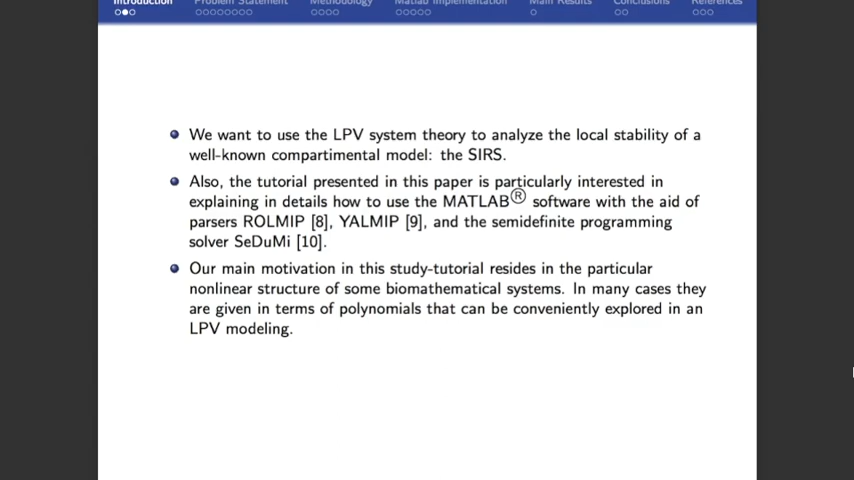 Introduction Problem Statement Methodology Matlab Implementation Main Results Conclusions References
We want to use the LPV system theory to analyze the local stability of a
well-known compartimental model: the SIRS.
Also, the tutorial presented in this paper is particularly interested in
explaining in details how to use the MATLAB® software with the aid of
parsers ROLMIP [8], YALMIP [9], and the semidefinite programming
solver SeDuMi [10].
Our main motivation in this study-tutorial resides in the particular
nonlinear structure of some biomathematical systems. In many cases they
are given in terms of polynomials that can be conveniently explored in an
LPV modeling.